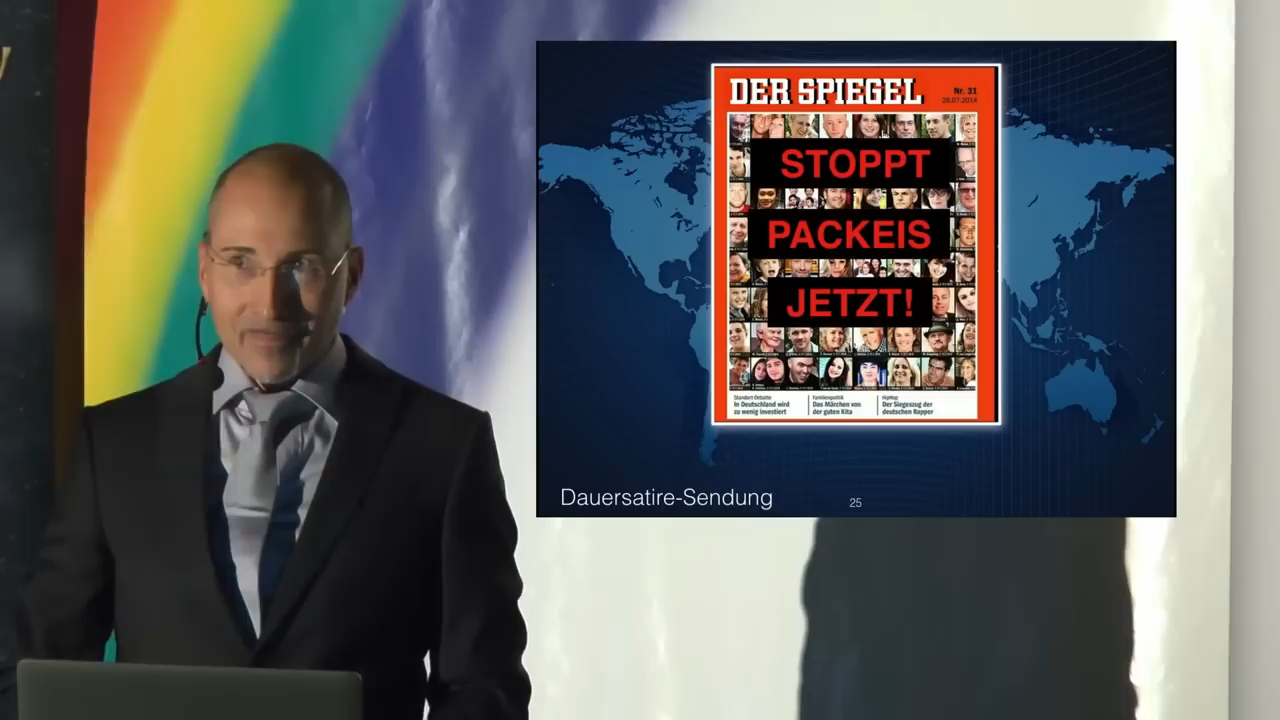 DER SPIEGEL
Nr. 31
28.07.2014
STOPPT
PACKEIS
JETZT!
Standort-Debatte
In Deutschland wird
zu wenig investiert
Familienpolitik
Das Märchen von
der guten Kita
HipHop
Der Siegeszug der
deutschen Rapper
Dauersatire-Sendung
25